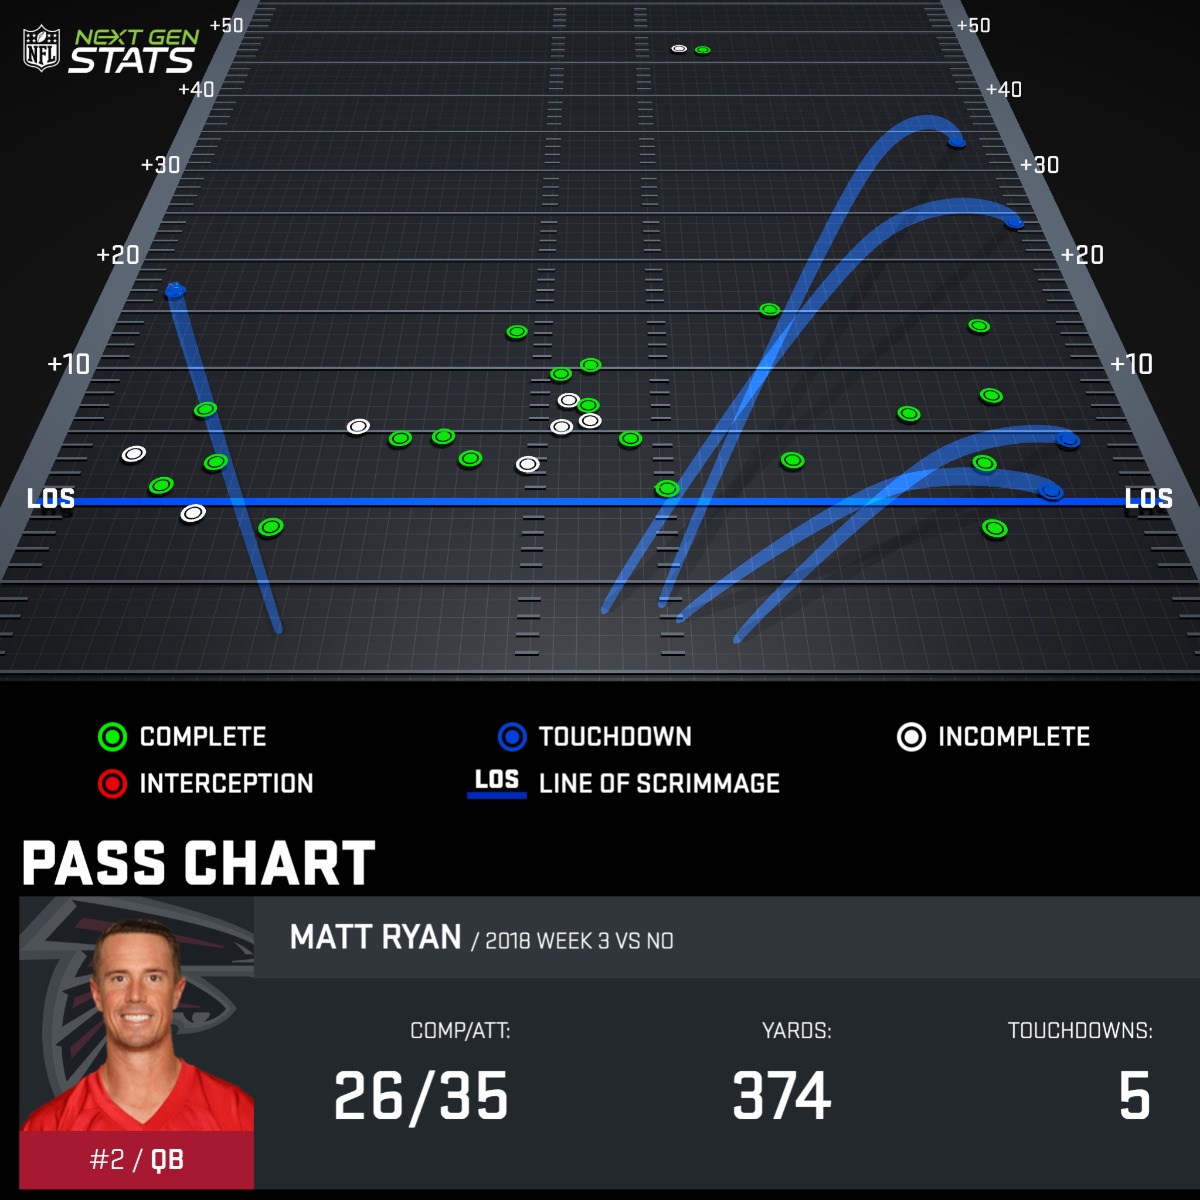 NFL
NEXT GEN
STATS
+50 +50
+40 +40
+30 +30
+20 +20
+10 +10
LOS LOS
COMPLETE TOUCHDOWN INCOMPLETE
INTERCEPTION LOS LINE OF SCRIMMAGE
PASS CHART
MATT RYAN / 2018 WEEK 3 VS NO
COMP/ATT: YARDS: TOUCHDOWNS:
26/35 374 5
#2 / QB